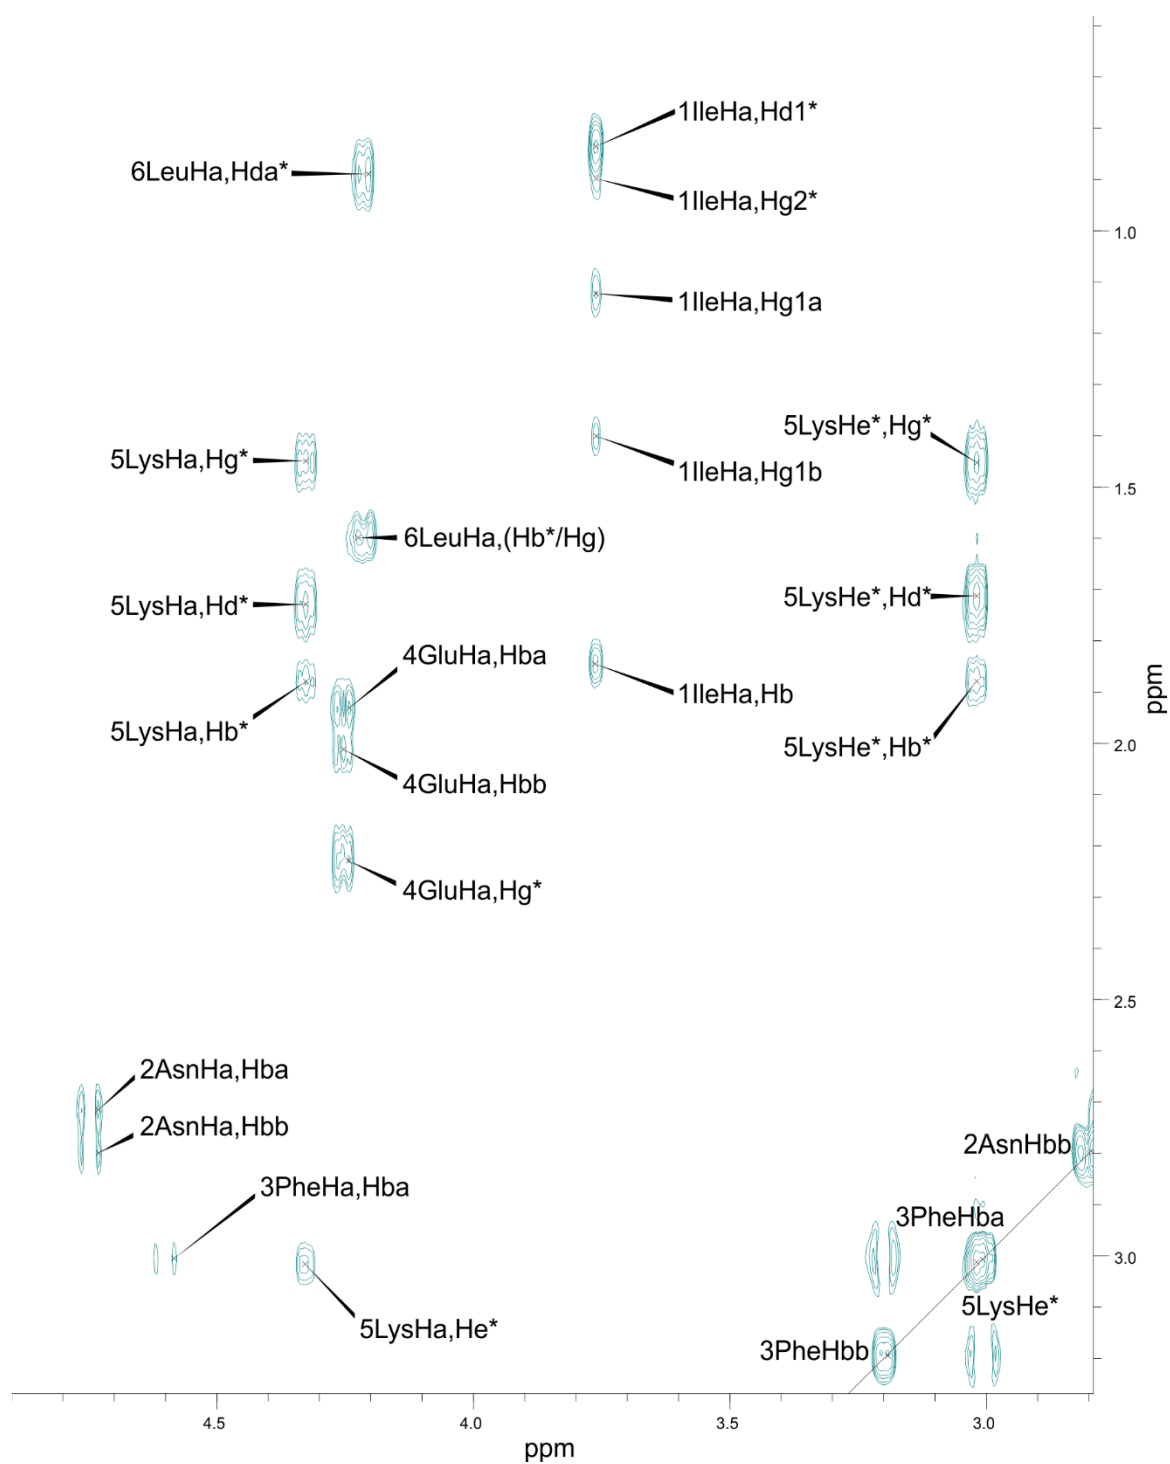 1IleHa,Hd1*
6LeuHa,Hda*
1IleHa,Hg2*
1.0
1IleHa,Hg1a
5LysHe*,Hg*
5LysHa,Hg*
1IleHa,Hg1b
1.5
6LeuHa,(Hb*/Hg)
5LysHe*,Hd*
5LysHa,Hd*
4GluHa,Hba
1IleHa,Hb
ppm
5LysHa,Hb*
5LysHe*,Hb*
2.0
4GluHa,Hbb
4GluHa,Hg*
2.5
2AsnHa,Hba
2AsnHa,Hbb
2AsnHbb
3PheHa,Hba
3PheHba
3.0
5LysHe*
5LysHa,He*
3PheHbb
4.5 4.0 3.5 3.0
ppm